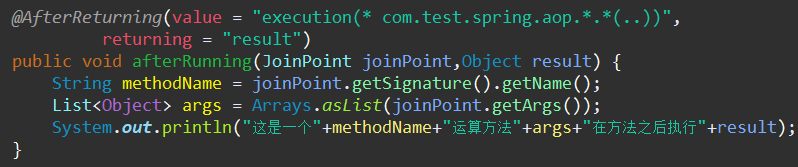 @AfterReturning(value = "execution(* com.test.spring.aop.*.*(..))",
returning = "result")
public void afterRunning(JoinPoint joinPoint,Object result) {
String methodName = joinPoint.getSignature().getName();
List<Object> args = Arrays.asList(joinPoint.getArgs());
System.out.println("这是一个"+methodName+"运算方法"+args+"在方法之后执行"+result);
}